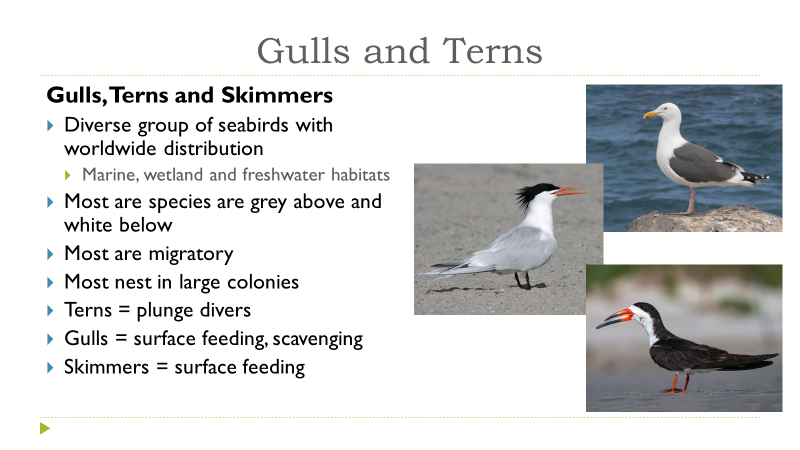 Gulls and Terns
Gulls, Terns and Skimmers
Diverse group of seabirds with
worldwide distribution
Marine, wetland and freshwater habitats
Most are species are grey above and
white below
Most are migratory
Most nest in large colonies
Terns = plunge divers
Gulls = surface feeding, scavenging
Skimmers = surface feeding